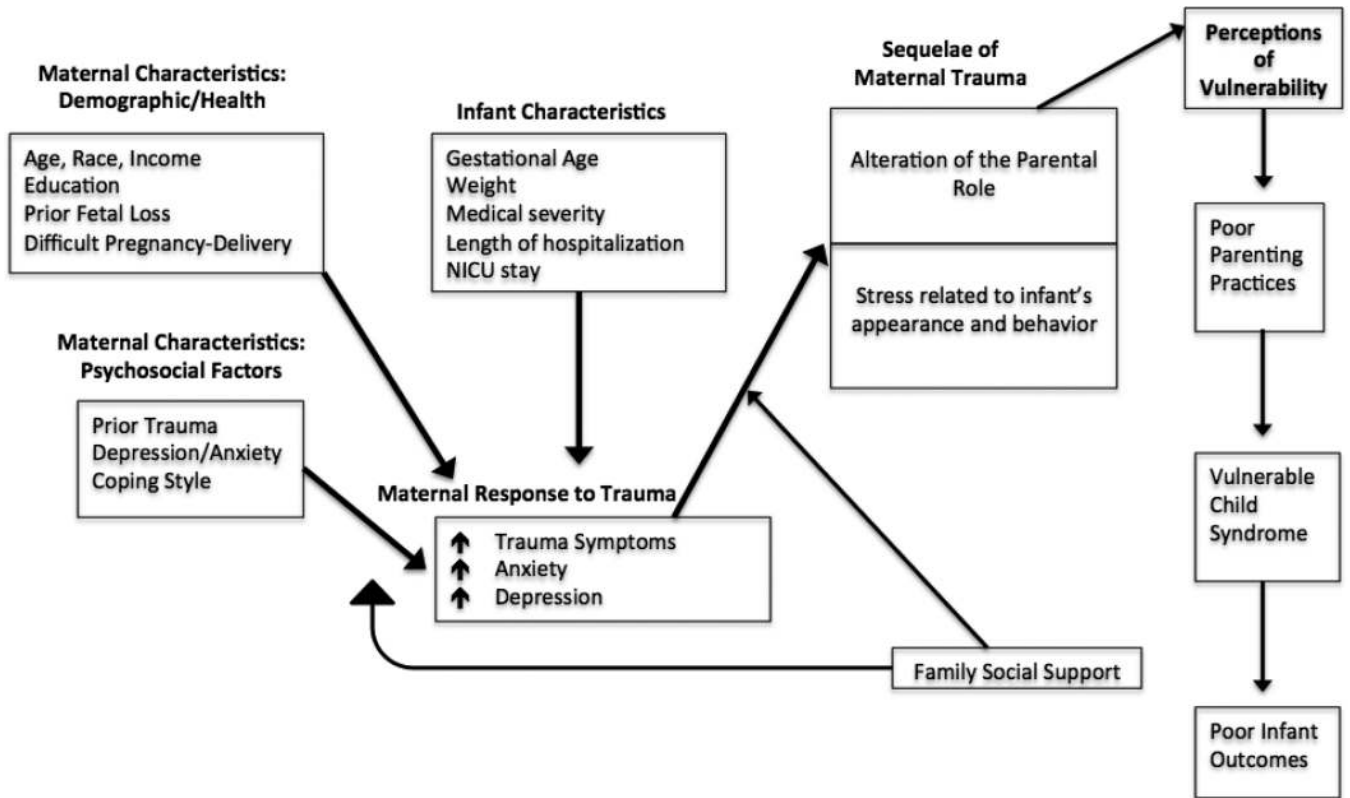 Maternal Characteristics:
Demographic/Health
Age, Race, Income
Education
Prior Fetal Loss
Difficult Pregnancy-Delivery
Infant Characteristics
Gestational Age
Weight
Medical severity
Length of hospitalization
NICU stay
Maternal Characteristics:
Psychosocial Factors
Prior Trauma
Depression/Anxiety
Coping Style
Maternal Response to Trauma
Trauma Symptoms
Anxiety
Depression
Family Social Support
Sequelae of
Maternal Trauma
Alteration of the Parental
Role
Stress related to infant’s
appearance and behavior
Perceptions
of
Vulnerability
Poor
Parenting
Practices
Vulnerable
Child
Syndrome
Poor Infant
Outcomes